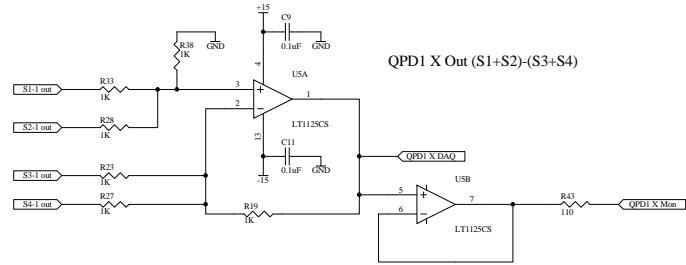 +15
C9
0.1uF
GND
R38
1K
GND
QPD1 X Out (S1+S2)-(S3+S4)
4
U5A
S1-1 out
R33
1K
3
1
2
S2-1 out
R28
1K
LT1125CS
13
C11
0.1uF
GND
-15
S3-1 out
R23
1K
QPD1 X DAQ
S4-1 out
R27
1K
R19
1K
U5B
5
7
6
LT1125CS
R43
110
QPD1 X Mon